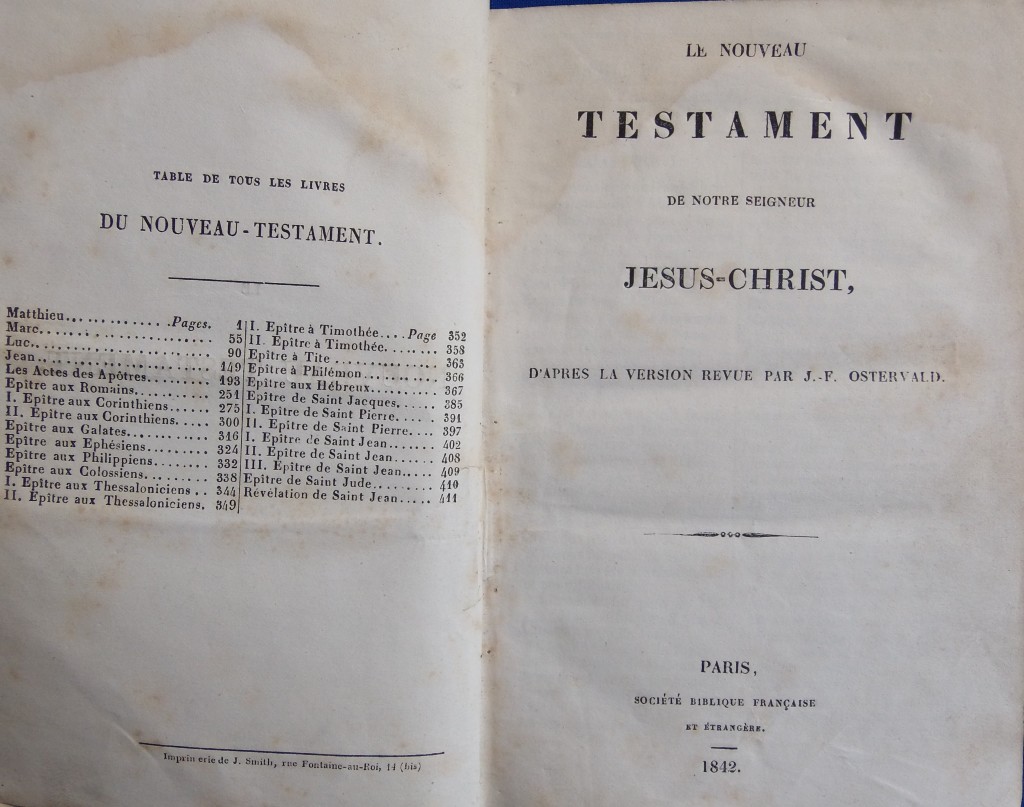 TABLE DE TOUS LES LIVRES
DU NOUVEAU-TESTAMENT.
Matthieu............Pages. 1
Marc.................... 55
Luc..................... 90
Jean.................... 149
Les Actes des Apôtres......... 193
Epître aux Romains.......... 251
I. Epître aux Corinthiens...... 275
II. Epître aux Corinthiens..... 300
Epître aux Galates........... 316
Epître aux Ephésiens......... 324
Epître aux Philippiens........ 332
Epître aux Colossiens......... 338
I. Epître aux Thessaloniciens .. 344
II. Epître aux Thessaloniciens. 349
I. Epître à Timothée....Page 352
II. Epître à Timothée........ 358
Epître à Tite .............. 363
Epître à Philémon........... 366
Epître aux Hébreux.......... 367
Epître de Saint Jacques...... 385
I. Epître de Saint Pierre.... 391
II. Epître de Saint Pierre.... 397
I. Epître de Saint Jean...... 402
II. Epître de Saint Jean..... 408
III. Epître de Saint Jean.... 409
Epître de Saint Jude........ 410
Révélation de Saint Jean..... 411
Imprimerie de J. Smith, rue Fontaine-au-Roi, 14 (bis)
LE NOUVEAU
TESTAMENT
DE NOTRE SEIGNEUR
JESUS-CHRIST,
D'APRES LA VERSION REVUE PAR J.-F. OSTERVALD.
PARIS,
SOCIÉTÉ BIBLIQUE FRANÇAISE
ET ÉTRANGÈRE.
1842.